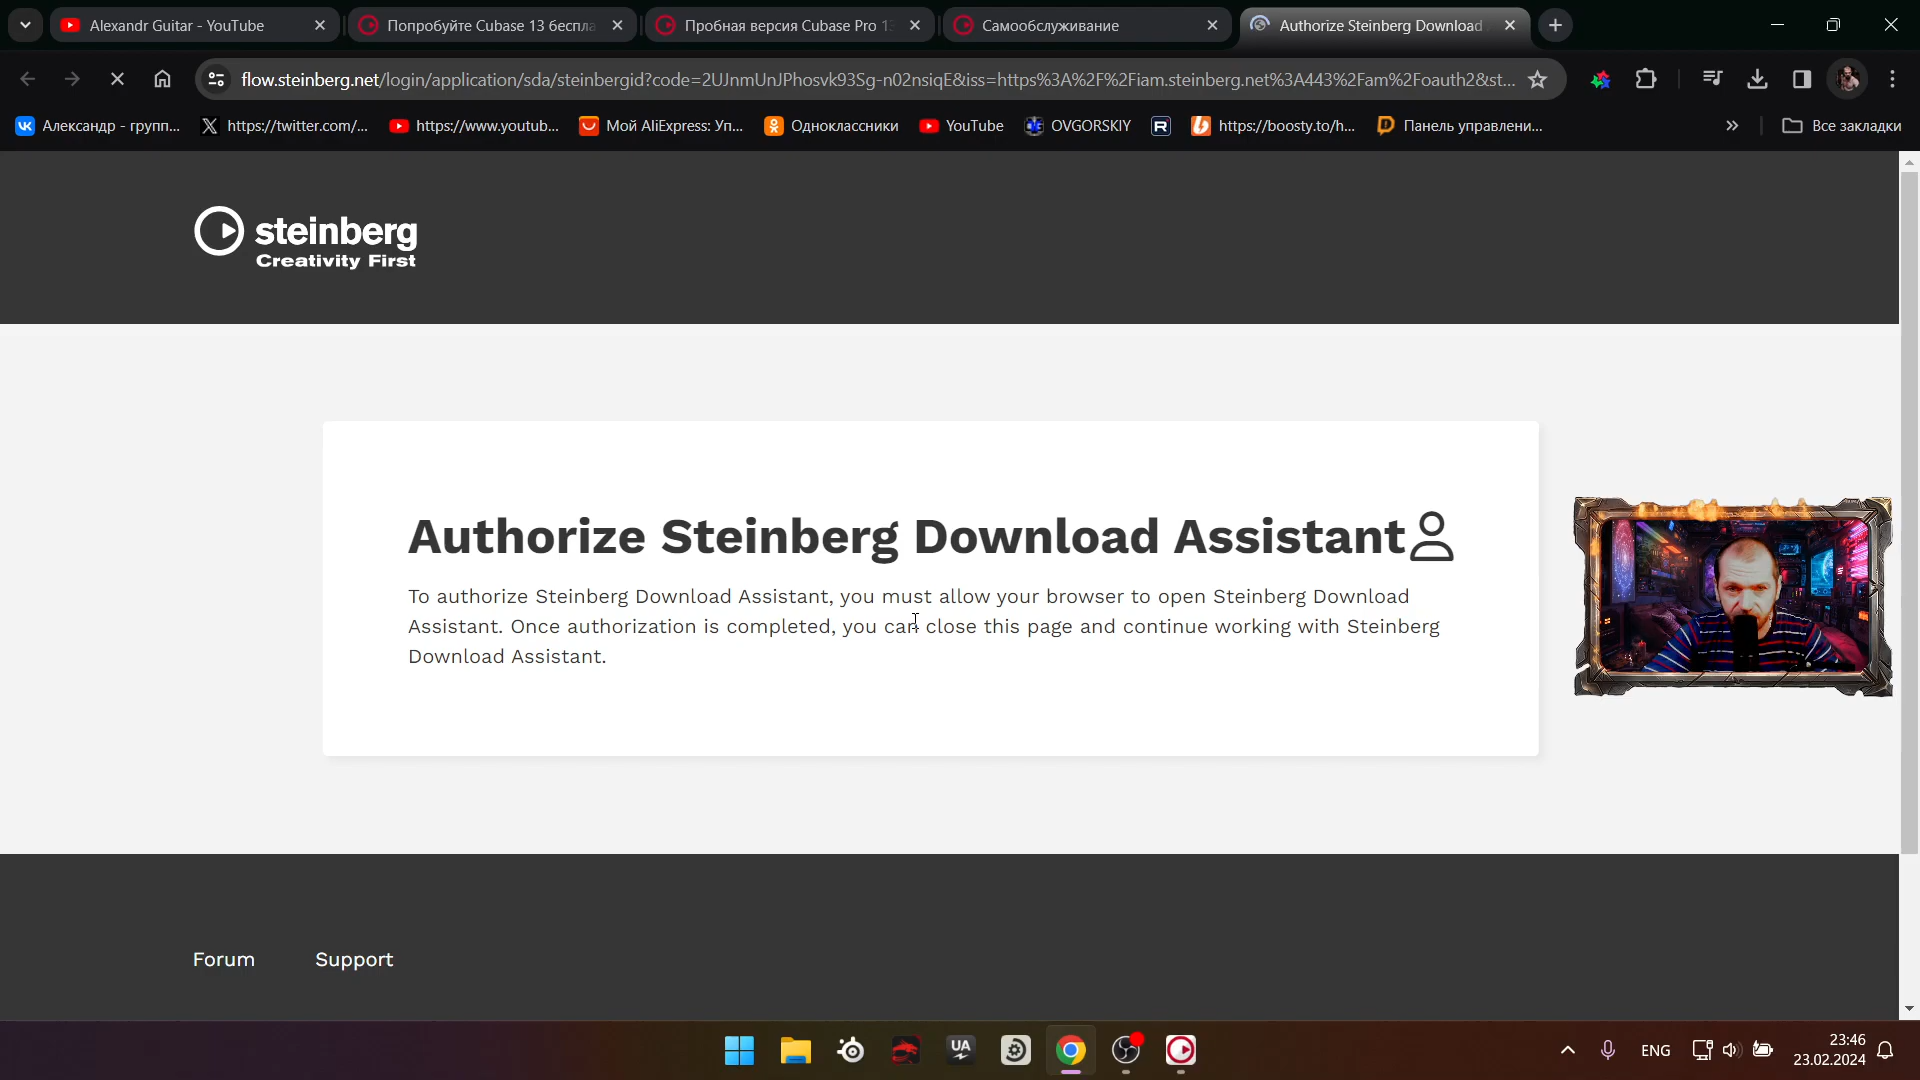 Alexandr Guitar - YouTube
Попробуйте Cubase 13 беспла
Пробная версия Cubase Pro 1
Самообслуживание
Authorize Steinberg Download
flow.steinberg.net/login/application/sda/steinbergid?code=2UJnmUnJPhosvk93Sg-n02nsiqE&iss=https%3A%2F%2Fiam.steinberg.net%3A443%2Fam%2Foauth2&st...
Александр - групп...
https://twitter.com/...
https://www.youtub...
Мой AliExpress: Уп...
Одноклассники
YouTube
OVGORSKIY
https://boosty.to/h...
Панель управлени...
Все закладки
steinberg
Creativity First
Authorize Steinberg Download Assistant
To authorize Steinberg Download Assistant, you must allow your browser to open Steinberg Download
Assistant. Once authorization is completed, you can close this page and continue working with Steinberg
Download Assistant.
Forum
Support
UA
ENG
23:46
23.02.2024